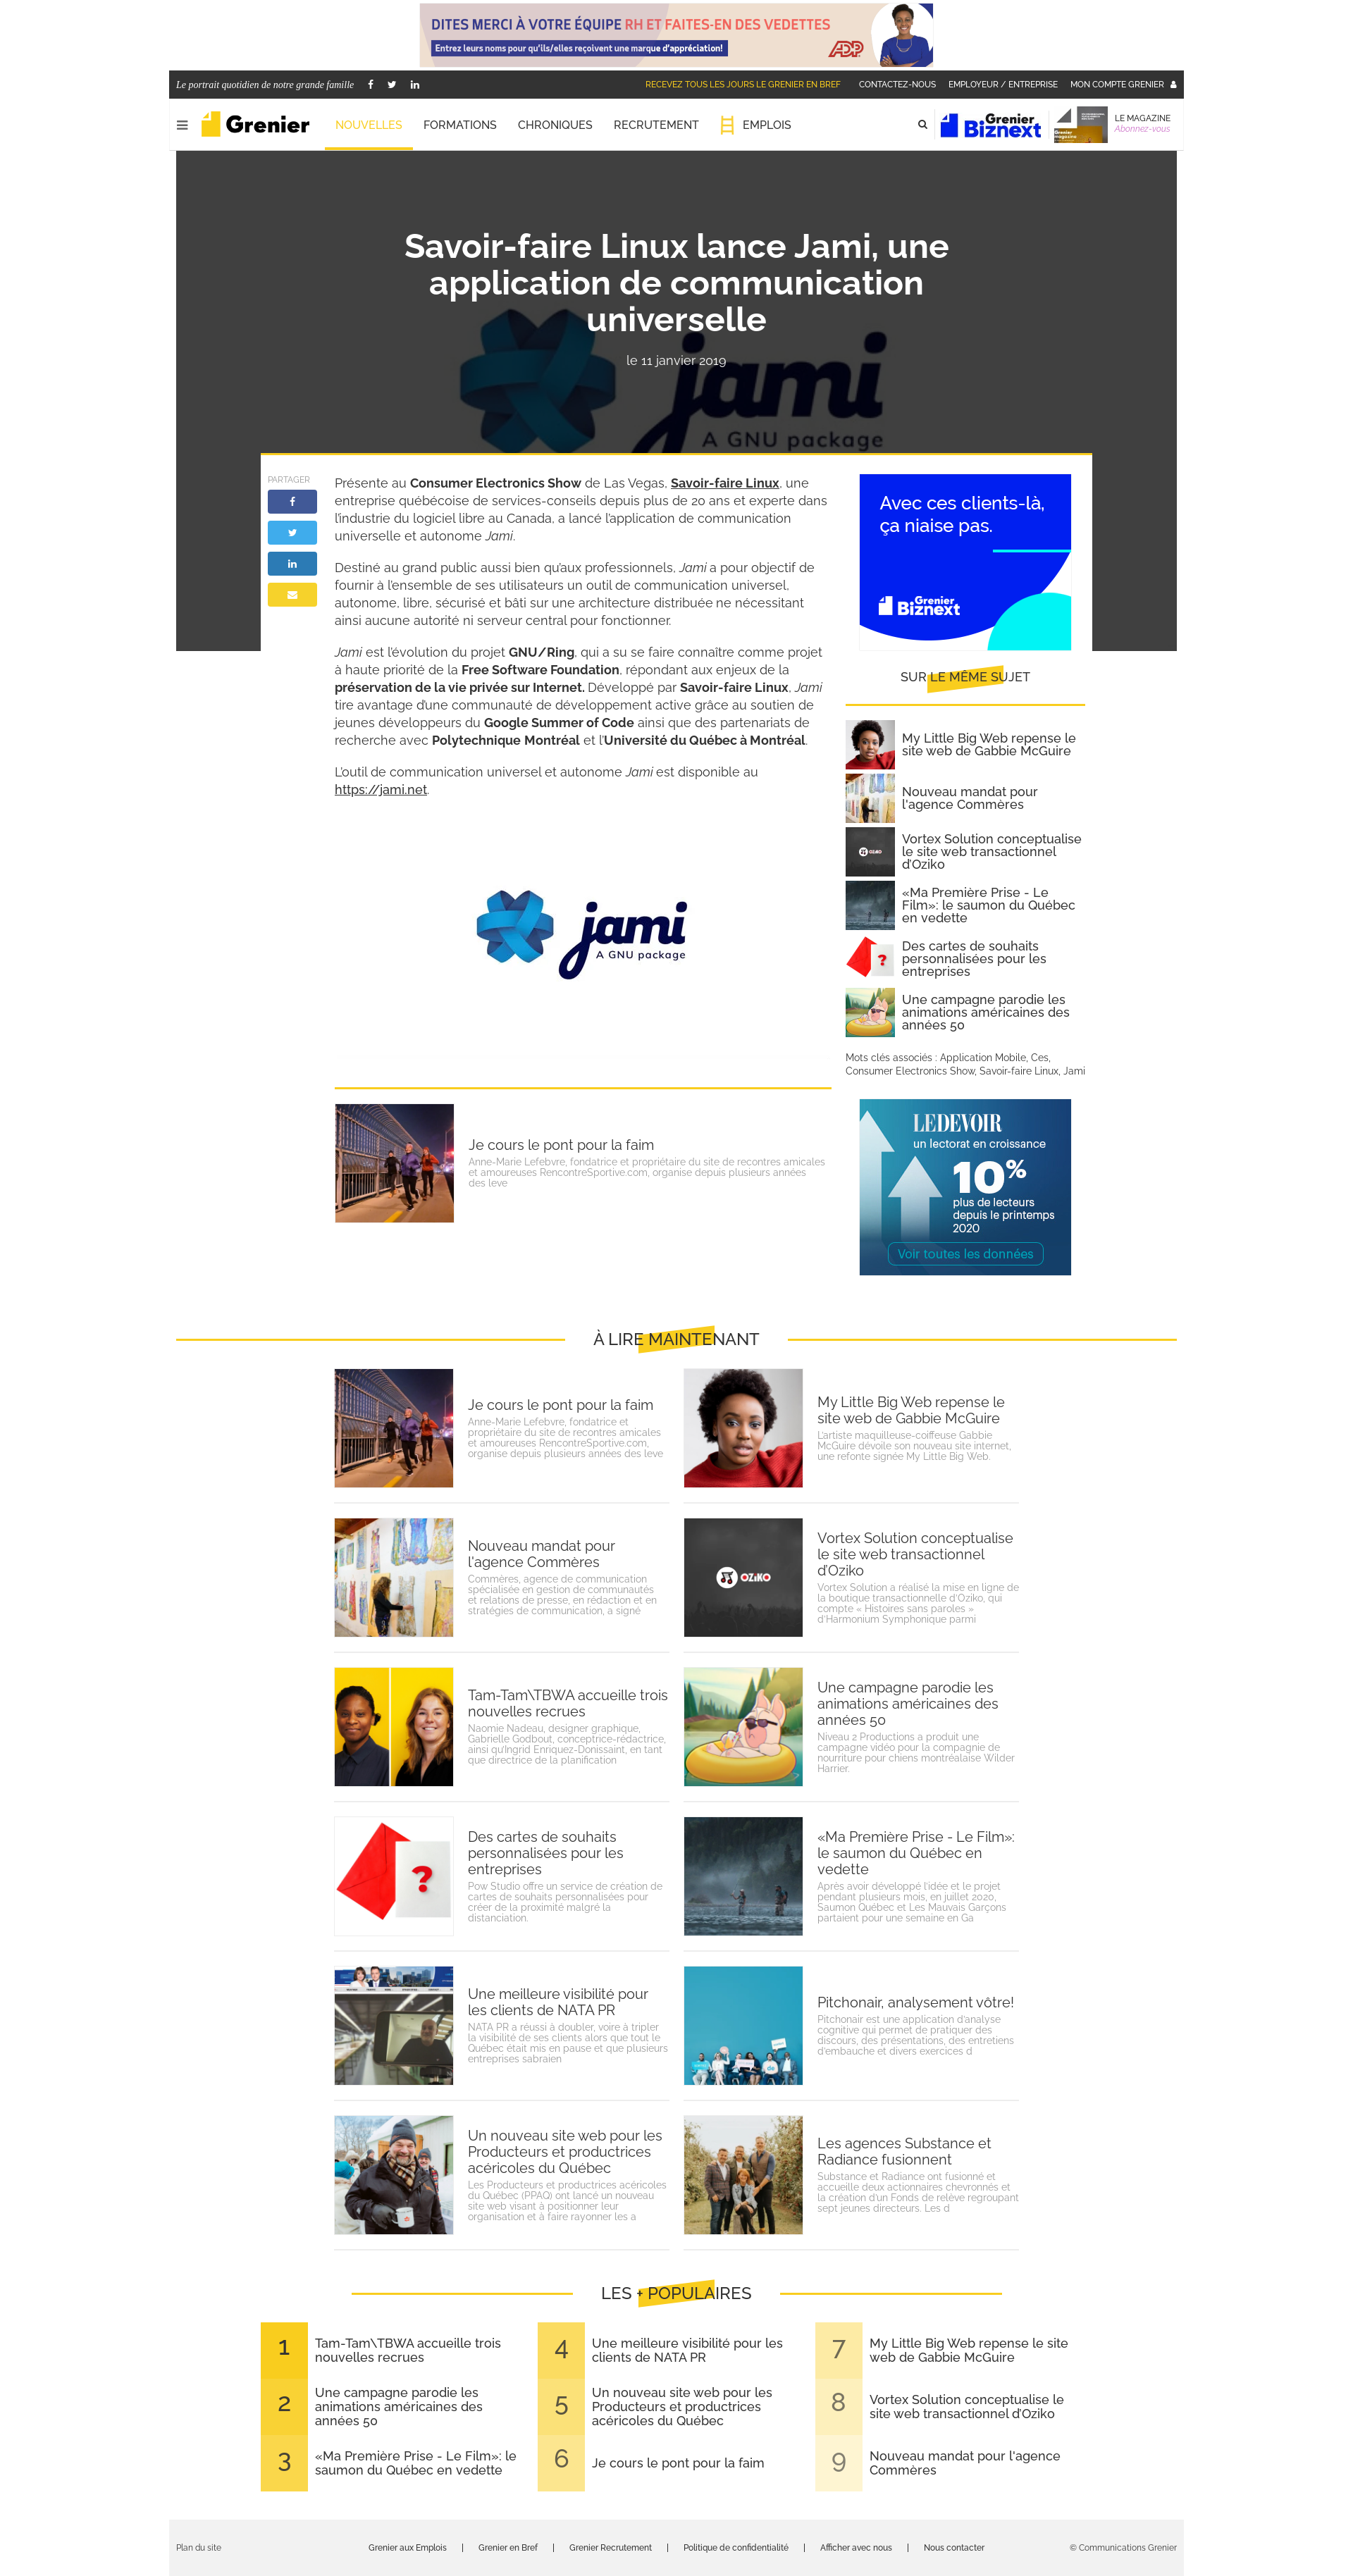 DITES MERCI À VOTRE ÉQUIPE RH ET FAITES-EN DES VEDETTES
Entrez leurs noms pour qu'ils/elles reçoivent une marque d'appréciation!
ADP
Le portrait quotidien de notre grande famille
RECEVEZ TOUS LES JOURS LE GRENIER EN BREF
CONTACTEZ-NOUS
EMPLOYEUR / ENTREPRISE
MON COMPTE GRENIER
Grenier
NOUVELLES
FORMATIONS
CHRONIQUES
RECRUTEMENT
EMPLOIS
Grenier
Biznext
LE MAGAZINE
Abonnez-vous
Savoir-faire Linux lance Jami, une
application de communication
universelle
le 11 janvier 2019
jami
A GNU package
PARTAGER
Présente au Consumer Electronics Show de Las Vegas, Savoir-faire Linux, une
entreprise québécoise de services-conseils depuis plus de 20 ans et experte dans
l'industrie du logiciel libre au Canada, a lancé l'application de communication
universelle et autonome Jami.
Destiné au grand public aussi bien qu'aux professionnels, Jami a pour objectif de
fournir à l'ensemble de ses utilisateurs un outil de communication universel,
autonome, libre, sécurisé et bâti sur une architecture distribuée ne nécessitant
ainsi aucune autorité ni serveur central pour fonctionner.
Jami est l'évolution du projet GNU/Ring, qui a su se faire connaître comme projet
à haute priorité de la Free Software Foundation, répondant aux enjeux de la
préservation de la vie privée sur Internet. Développé par Savoir-faire Linux, Jami
tire avantage d'une communauté de développement active grâce au soutien de
jeunes développeurs du Google Summer of Code ainsi que des partenariats de
recherche avec Polytechnique Montréal et l'Université du Québec à Montréal.
L'outil de communication universel et autonome Jami est disponible au
https://jami.net.
jami
A GNU package
Je cours le pont pour la faim
Anne-Marie Lefebvre, fondatrice et propriétaire du site de recontres amicales
et amoureuses RencontreSportive.com, organise depuis plusieurs années
des leve
Avec ces clients-là,
ça niaise pas.
Grenier
Biznext
SUR LE MÊME SUJET
My Little Big Web repense le
site web de Gabbie McGuire
Nouveau mandat pour
l'agence Commères
OZIKO
Vortex Solution conceptualise
le site web transactionnel
d'Oziko
«Ma Première Prise - Le
Film»: le saumon du Québec
en vedette
?
Des cartes de souhaits
personnalisées pour les
entreprises
Une campagne parodie les
animations américaines des
années 50
Mots clés associés : Application Mobile, Ces,
Consumer Electronics Show, Savoir-faire Linux, Jami
LE DEVOIR
un lectorat en croissance
10%
plus de lecteurs
depuis le printemps
2020
Voir toutes les données
À LIRE MAINTENANT
Je cours le pont pour la faim
Anne-Marie Lefebvre, fondatrice et
propriétaire du site de recontres amicales
et amoureuses RencontreSportive.com,
organise depuis plusieurs années des leve
My Little Big Web repense le
site web de Gabbie McGuire
L'artiste maquilleuse-coiffeuse Gabbie
McGuire dévoile son nouveau site internet,
une refonte signée My Little Big Web.
Nouveau mandat pour
l'agence Commères
Commères, agence de communication
spécialisée en gestion de communautés
et relations de presse, en rédaction et en
stratégies de communication, a signé
OZIKO
Vortex Solution conceptualise
le site web transactionnel
d'Oziko
Vortex Solution a réalisé la mise en ligne de
la boutique transactionnelle d'Oziko, qui
compte « Histoires sans paroles »
d'Harmonium Symphonique parmi
Tam-Tam\TBWA accueille trois
nouvelles recrues
Naomie Nadeau, designer graphique,
Gabrielle Godbout, conceptrice-rédactrice,
ainsi qu'Ingrid Enriquez-Donissaint, en tant
que directrice de la planification
Une campagne parodie les
animations américaines des
années 50
Niveau 2 Productions a produit une
campagne vidéo pour la compagnie de
nourriture pour chiens montréalaise Wilder
Harrier.
?
Des cartes de souhaits
personnalisées pour les
entreprises
Pow Studio offre un service de création de
cartes de souhaits personnalisées pour
créer de la proximité malgré la
distanciation.
«Ma Première Prise - Le Film»:
le saumon du Québec en
vedette
Après avoir développé l'idée et le projet
pendant plusieurs mois, en juillet 2020,
Saumon Québec et Les Mauvais Garçons
partaient pour une semaine en Ga
Une meilleure visibilité pour
les clients de NATA PR
NATA PR a réussi à doubler, voire à tripler
la visibilité de ses clients alors que tout le
Québec était mis en pause et que plusieurs
entreprises sabraien
Pitchonair, analysement vôtre!
Pitchonair est une application d'analyse
cognitive qui permet de pratiquer des
discours, des présentations, des entretiens
d'embauche et divers exercices d
Un nouveau site web pour les
Producteurs et productrices
acéricoles du Québec
Les Producteurs et productrices acéricoles
du Québec (PPAQ) ont lancé un nouveau
site web visant à positionner leur
organisation et à faire rayonner les a
Les agences Substance et
Radiance fusionnent
Substance et Radiance ont fusionné et
accueille deux actionnaires chevronnés et
la création d'un Fonds de relève regroupant
sept jeunes directeurs. Les d
LES + POPULAIRES
1
Tam-Tam\TBWA accueille trois
nouvelles recrues
2
Une campagne parodie les
animations américaines des
années 50
3
«Ma Première Prise - Le Film»: le
saumon du Québec en vedette
4
Une meilleure visibilité pour les
clients de NATA PR
5
Un nouveau site web pour les
Producteurs et productrices
acéricoles du Québec
6
Je cours le pont pour la faim
7
My Little Big Web repense le site
web de Gabbie McGuire
8
Vortex Solution conceptualise le
site web transactionnel d'Oziko
9
Nouveau mandat pour l'agence
Commères
Plan du site
Grenier aux Emplois | Grenier en Bref | Grenier Recrutement | Politique de confidentialité | Afficher avec nous | Nous contacter
© Communications Grenier